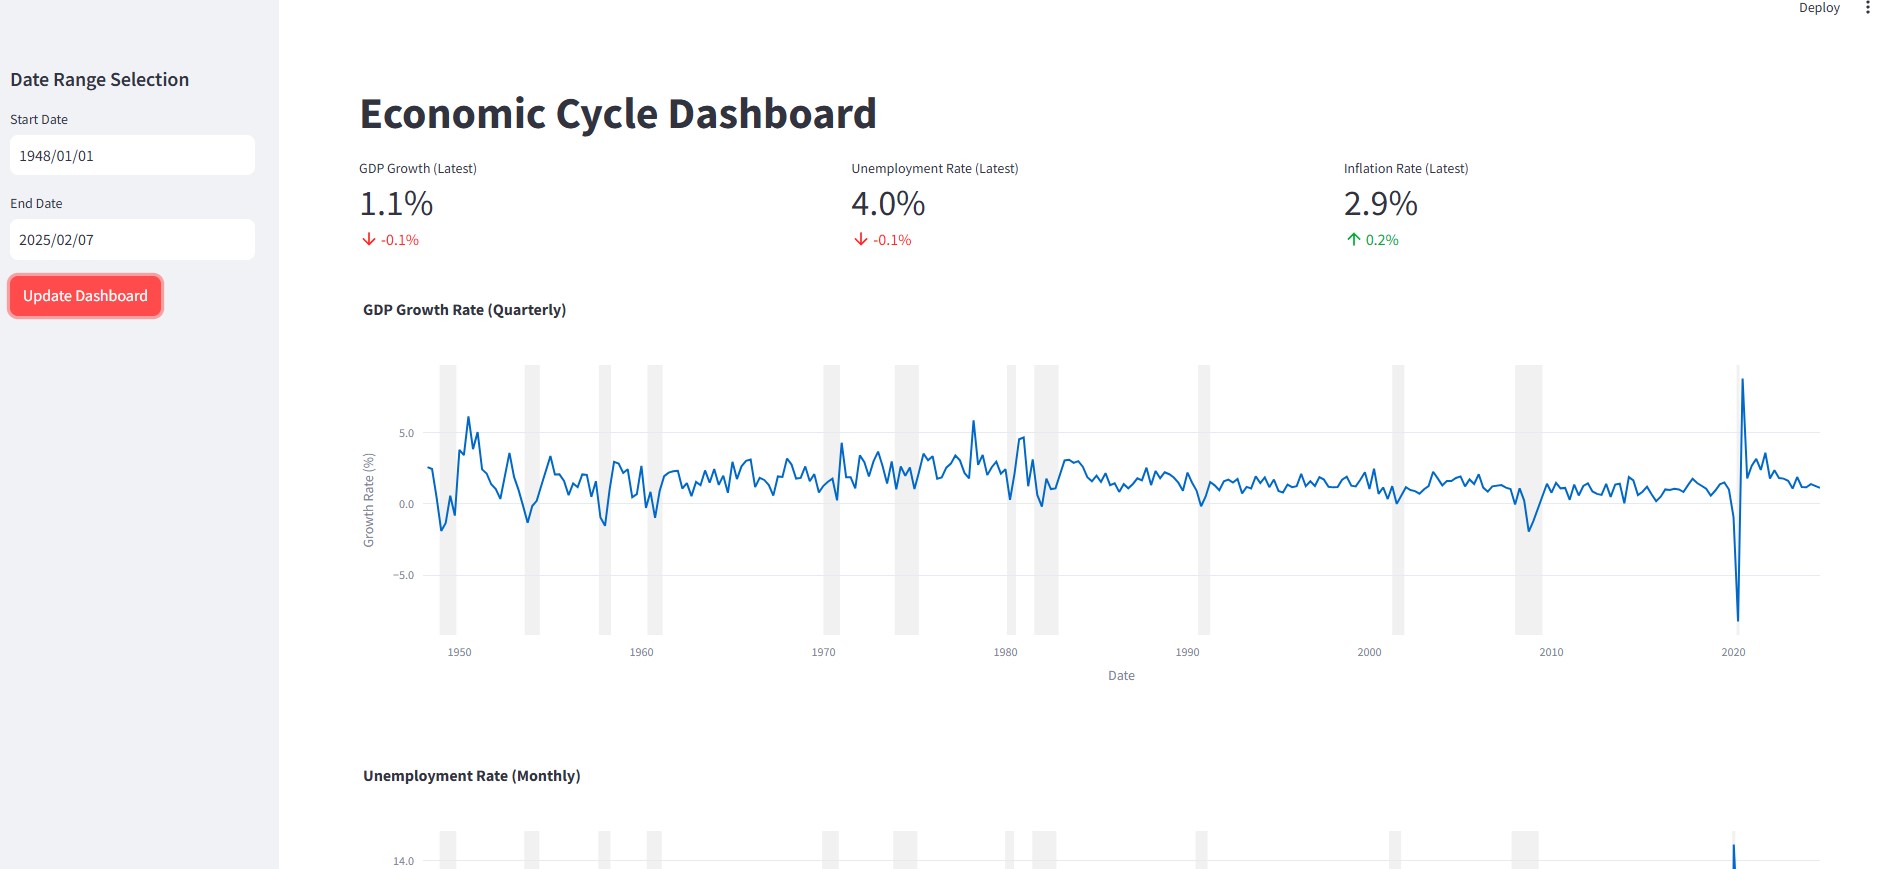 Deploy
Date Range Selection
Start Date
1948/01/01
End Date
2025/02/07
Update Dashboard
Economic Cycle Dashboard
GDP Growth (Latest)
1.1%
-0.1%
Unemployment Rate (Latest)
4.0%
-0.1%
Inflation Rate (Latest)
2.9%
0.2%
GDP Growth Rate (Quarterly)
Growth Rate (%)
5.0
0.0
−5.0
1950 1960 1970 1980 1990 2000 2010 2020
Date
Unemployment Rate (Monthly)
14.0